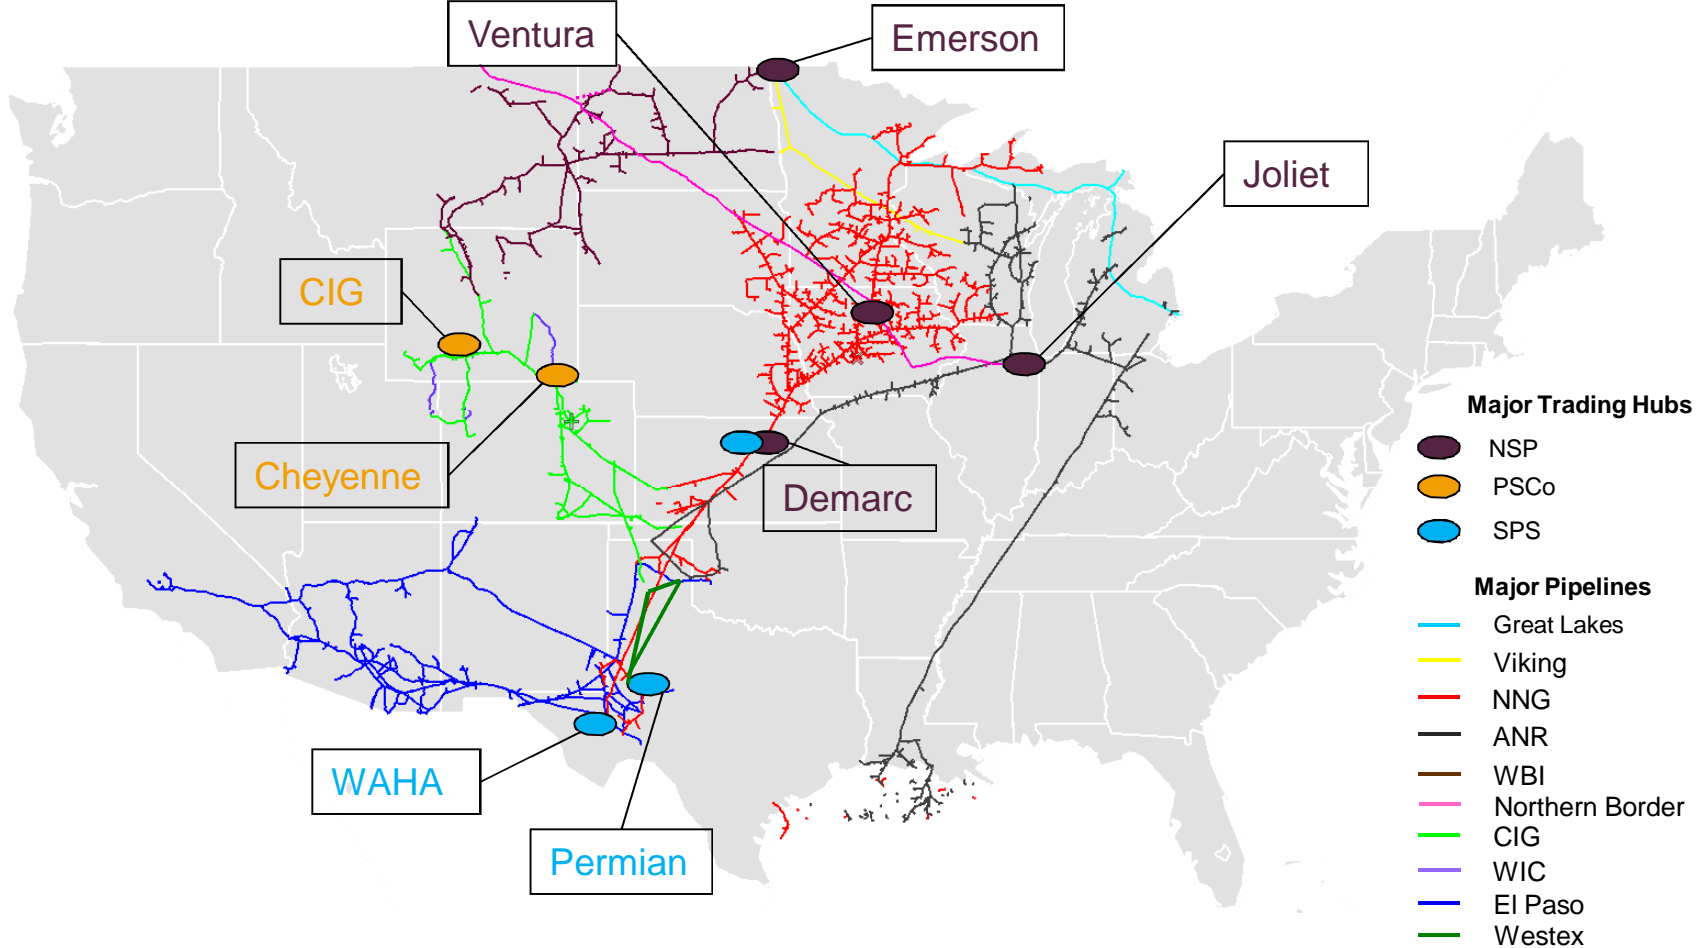 Ventura
Emerson
Joliet
CIG
Cheyenne
Demarc
WAHA
Permian
Major Trading Hubs
NSP
PSCo
SPS
Major Pipelines
Great Lakes
Viking
NNG
ANR
WBI
Northern Border
CIG
WIC
El Paso
Westex